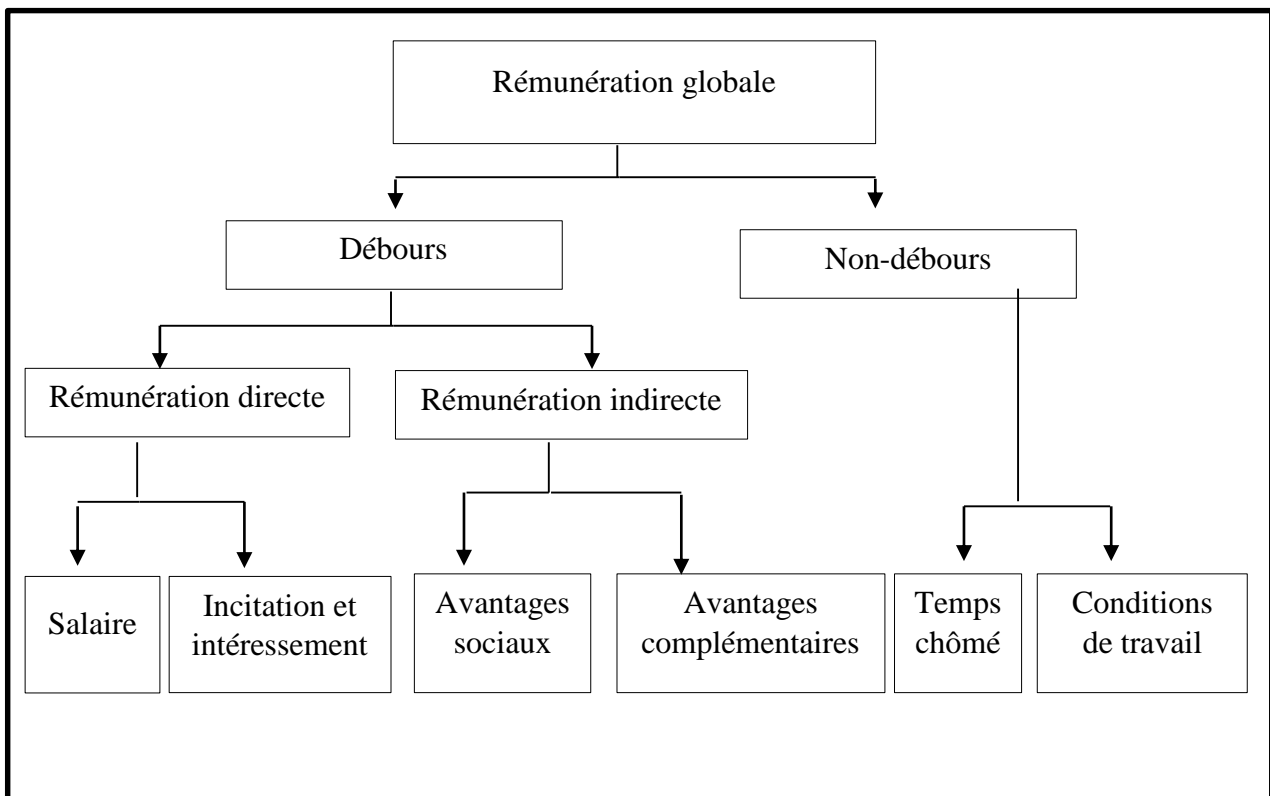 Rémunération globale
Débours
Non-débours
Rémunération directe
Rémunération indirecte
Salaire
Incitation et
intéressement
Avantages
sociaux
Avantages
complémentaires
Temps
chômé
Conditions
de travail